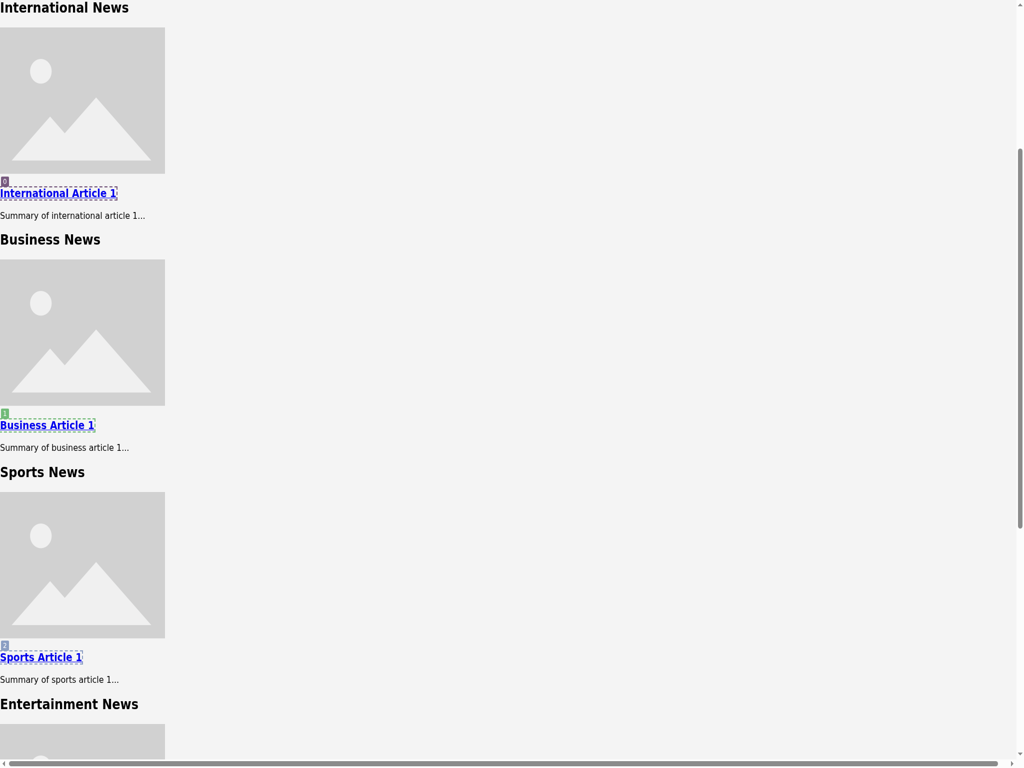 International News
0
International Article 1
Summary of international article 1...
Business News
1
Business Article 1
Summary of business article 1...
Sports News
2
Sports Article 1
Summary of sports article 1...
Entertainment News